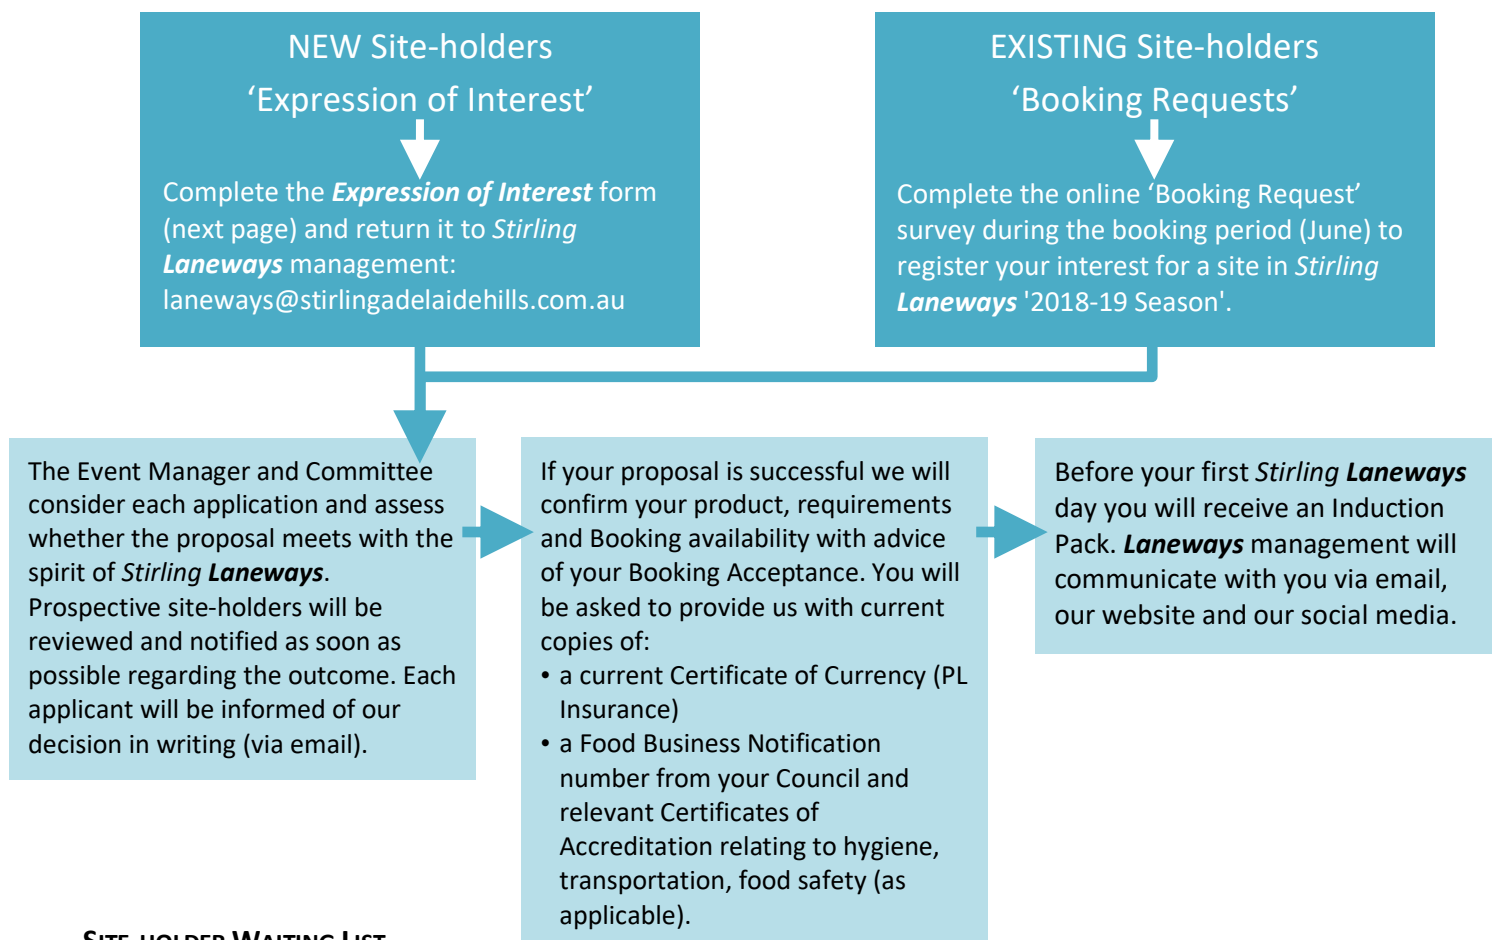 NEW Site-holders
‘Expression of Interest’
Complete the Expression of Interest form
(next page) and return it to Stirling
Laneways management:
laneways@stirlingadelaidehills.com.au
EXISTING Site-holders
‘Booking Requests’
Complete the online ‘Booking Request’
survey during the booking period (June) to
register your interest for a site in Stirling
Laneways '2018-19 Season'.
The Event Manager and Committee
consider each application and assess
whether the proposal meets with the
spirit of Stirling Laneways.
Prospective site-holders will be
reviewed and notified as soon as
possible regarding the outcome. Each
applicant will be informed of our
decision in writing (via email).
If your proposal is successful we will
confirm your product, requirements
and Booking availability with advice
of your Booking Acceptance. You will
be asked to provide us with current
copies of:
• a current Certificate of Currency (PL
Insurance)
• a Food Business Notification
number from your Council and
relevant Certificates of
Accreditation relating to hygiene,
transportation, food safety (as
applicable).
Before your first Stirling Laneways
day you will receive an Induction
Pack. Laneways management will
communicate with you via email,
our website and our social media.
SITE-HOLDER WAITING LIST